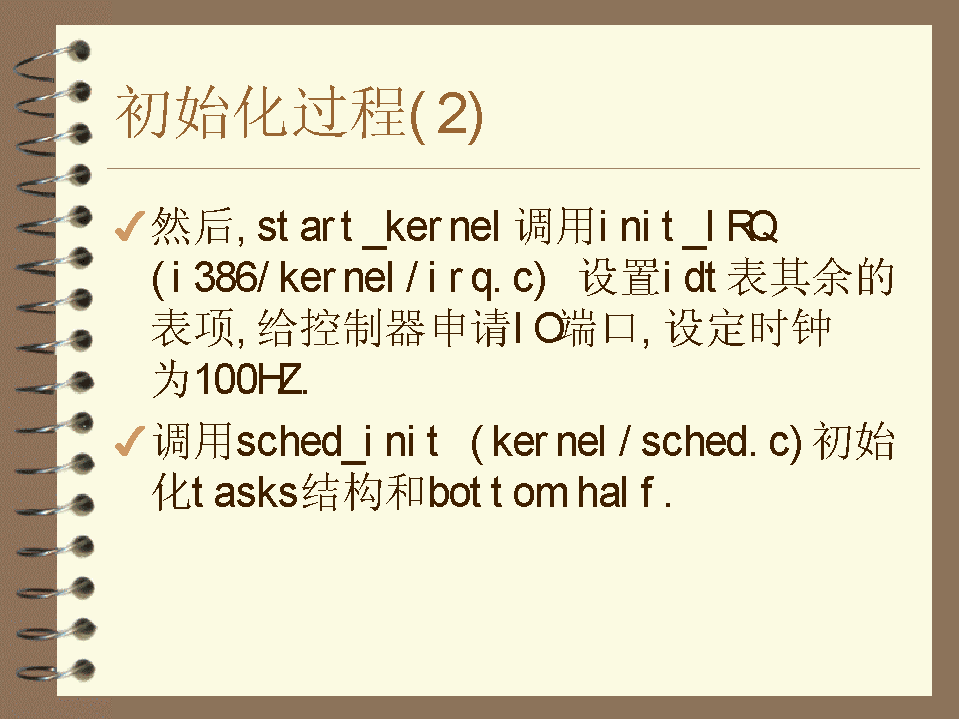 初始化过程(2)
然后, start_kernel 调用init_IRQ
(i386/kernel/irq.c) 设置idt表其余的
表项, 给控制器申请IO端口, 设定时钟
为100HZ.
调用sched_init (kernel/sched.c) 初始
化tasks结构和bottom half.